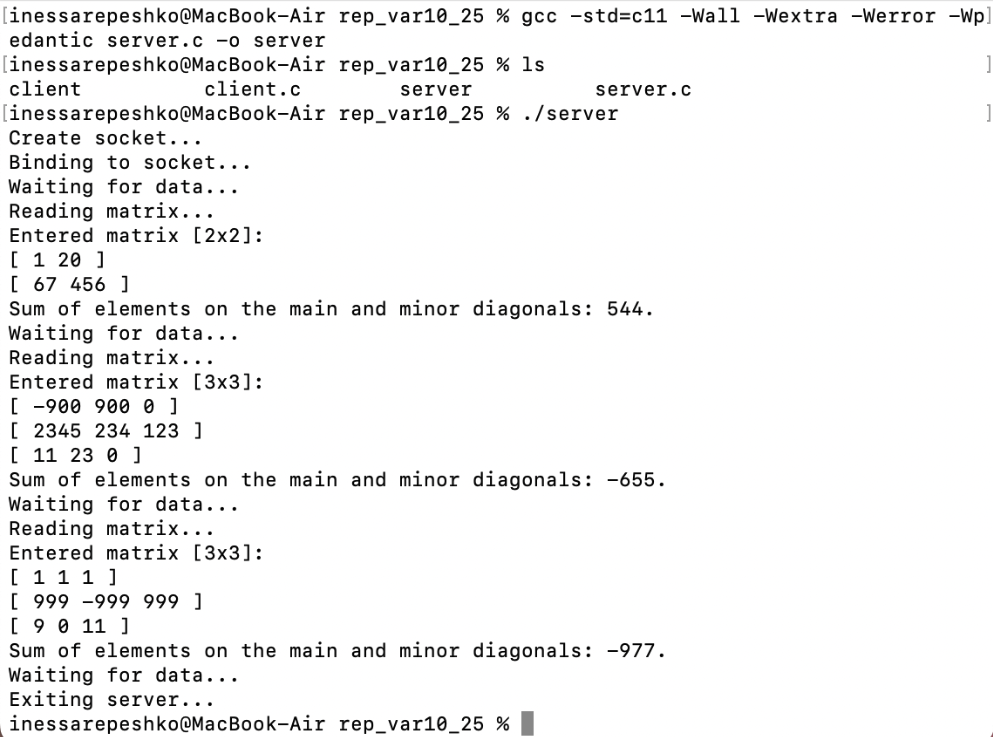 [inessarepeshko@MacBook-Air rep_var10_25 % gcc -std=c11 -Wall -Wextra -Werror -Wp]
edantic server.c -o server
[inessarepeshko@MacBook-Air rep_var10_25 % ls ]
client client.c server server.c
[inessarepeshko@MacBook-Air rep_var10_25 % ./server ]
Create socket...
Binding to socket...
Waiting for data...
Reading matrix...
Entered matrix [2x2]:
[ 1 20 ]
[ 67 456 ]
Sum of elements on the main and minor diagonals: 544.
Waiting for data...
Reading matrix...
Entered matrix [3x3]:
[ -900 900 0 ]
[ 2345 234 123 ]
[ 11 23 0 ]
Sum of elements on the main and minor diagonals: -655.
Waiting for data...
Reading matrix...
Entered matrix [3x3]:
[ 1 1 1 ]
[ 999 -999 999 ]
[ 9 0 11 ]
Sum of elements on the main and minor diagonals: -977.
Waiting for data...
Exiting server...
inessarepeshko@MacBook-Air rep_var10_25 %